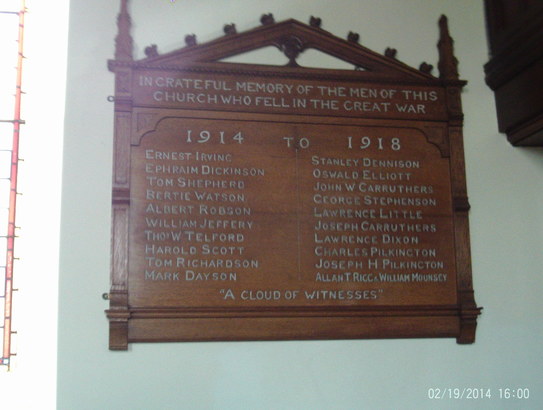 IN GRATEFUL MEMORY OF THE MEN OF THIS
CHURCH WHO FELL IN THE GREAT WAR
1914 TO 1918
ERNEST IRVING
EPHRAIM DICKINSON
TOM SHEPHERD
BERTIE WATSON
ALBERT ROBSON
WILLIAM JEFFERY
THOS W TELFORD
HAROLD SCOTT
TOM RICHARDSON
MARK DAYSON
STANLEY DENNISON
OSWALD ELLIOTT
JOHN W CARRUTHERS
GEORGE STEPHENSON
LAWRENCE LITTLE
JOSEPH CARRUTHERS
LAWRENCE DIXON
CHARLES PILKINGTON
JOSEPH H PILKINGTON
ALLAN T RICE & WILLIAM MOUNSEY
"A CLOUD OF WITNESSES"
02/19/2014 16:00